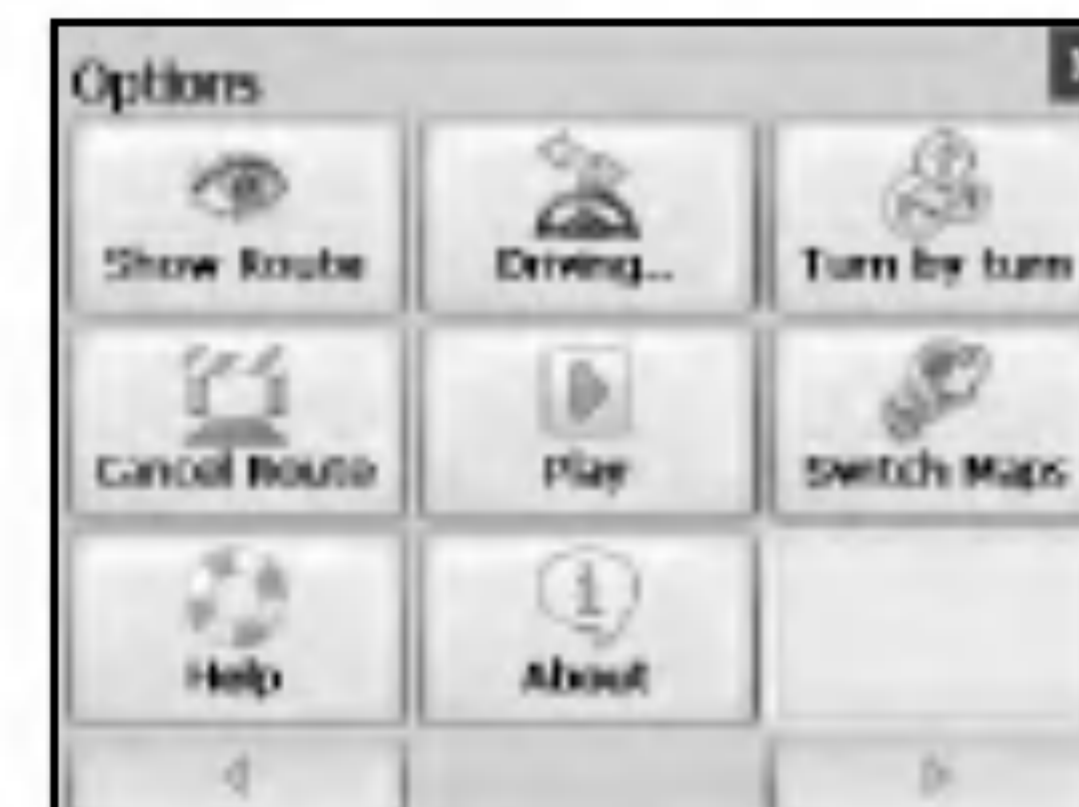 Options
Show Route
Driving...
Turn by turn
Cancel Route
Play
Switch Maps
Help
About